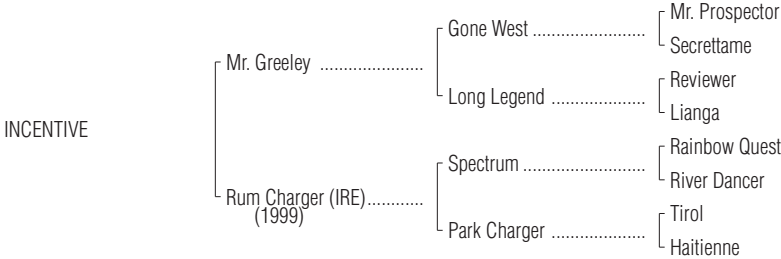 Mr. Prospector
Gone West ........................
Secrettame
Mr. Greeley ......................
Reviewer
Long Legend ....................
Lianga
INCENTIVE
Rainbow Quest
Spectrum ..........................
River Dancer
Rum Charger (IRE)............
(1999)
Tirol
Park Charger ....................
Haitienne